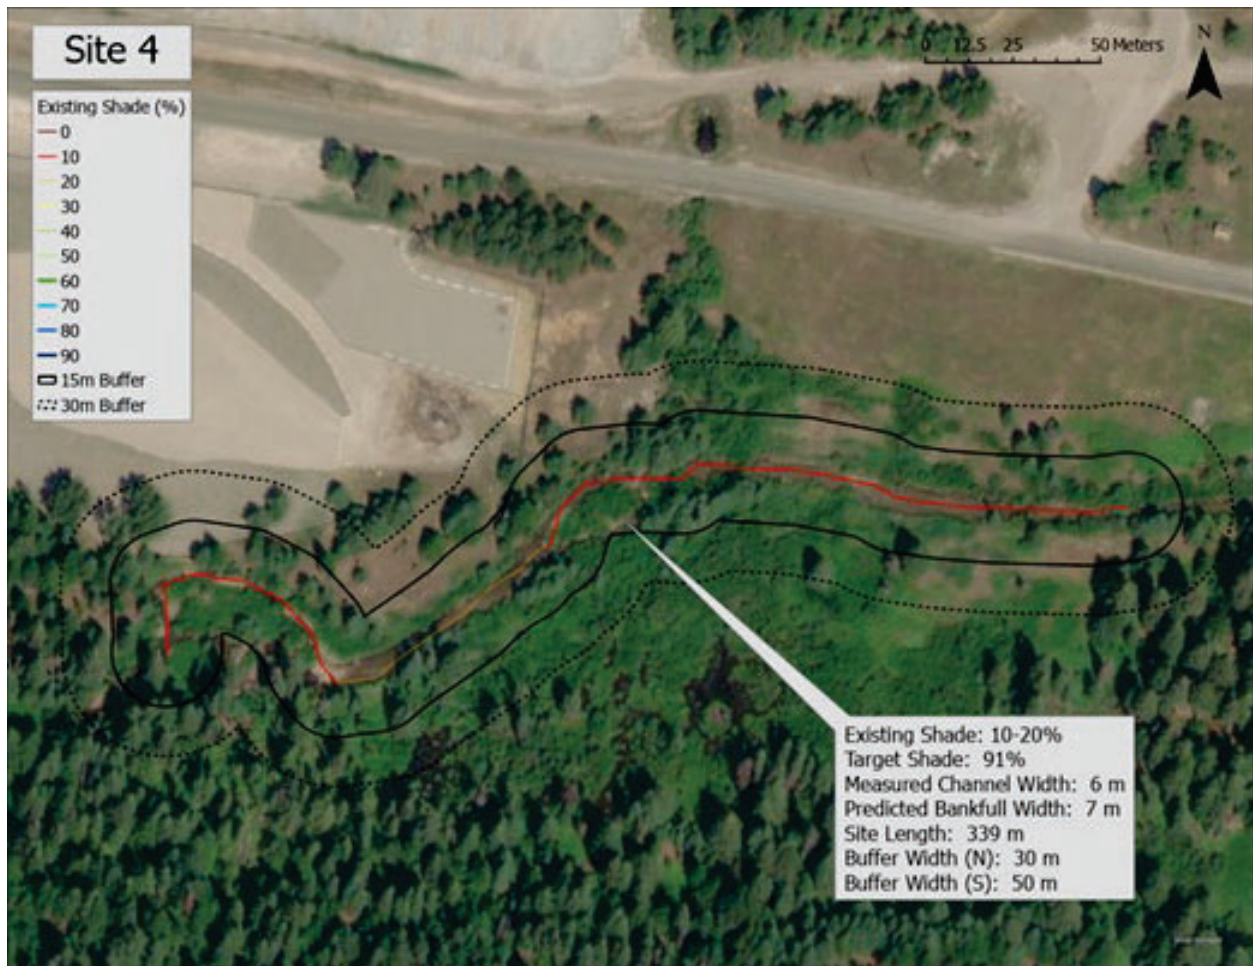 Site 4
Existing Shade (%)
0
10
20
30
40
50
60
70
80
90
15m Buffer
30m Buffer
0 12.5 25 50 Meters
N
Existing Shade: 10-20%
Target Shade: 91%
Measured Channel Width: 6 m
Predicted Bankfull Width: 7 m
Site Length: 339 m
Buffer Width (N): 30 m
Buffer Width (S): 50 m